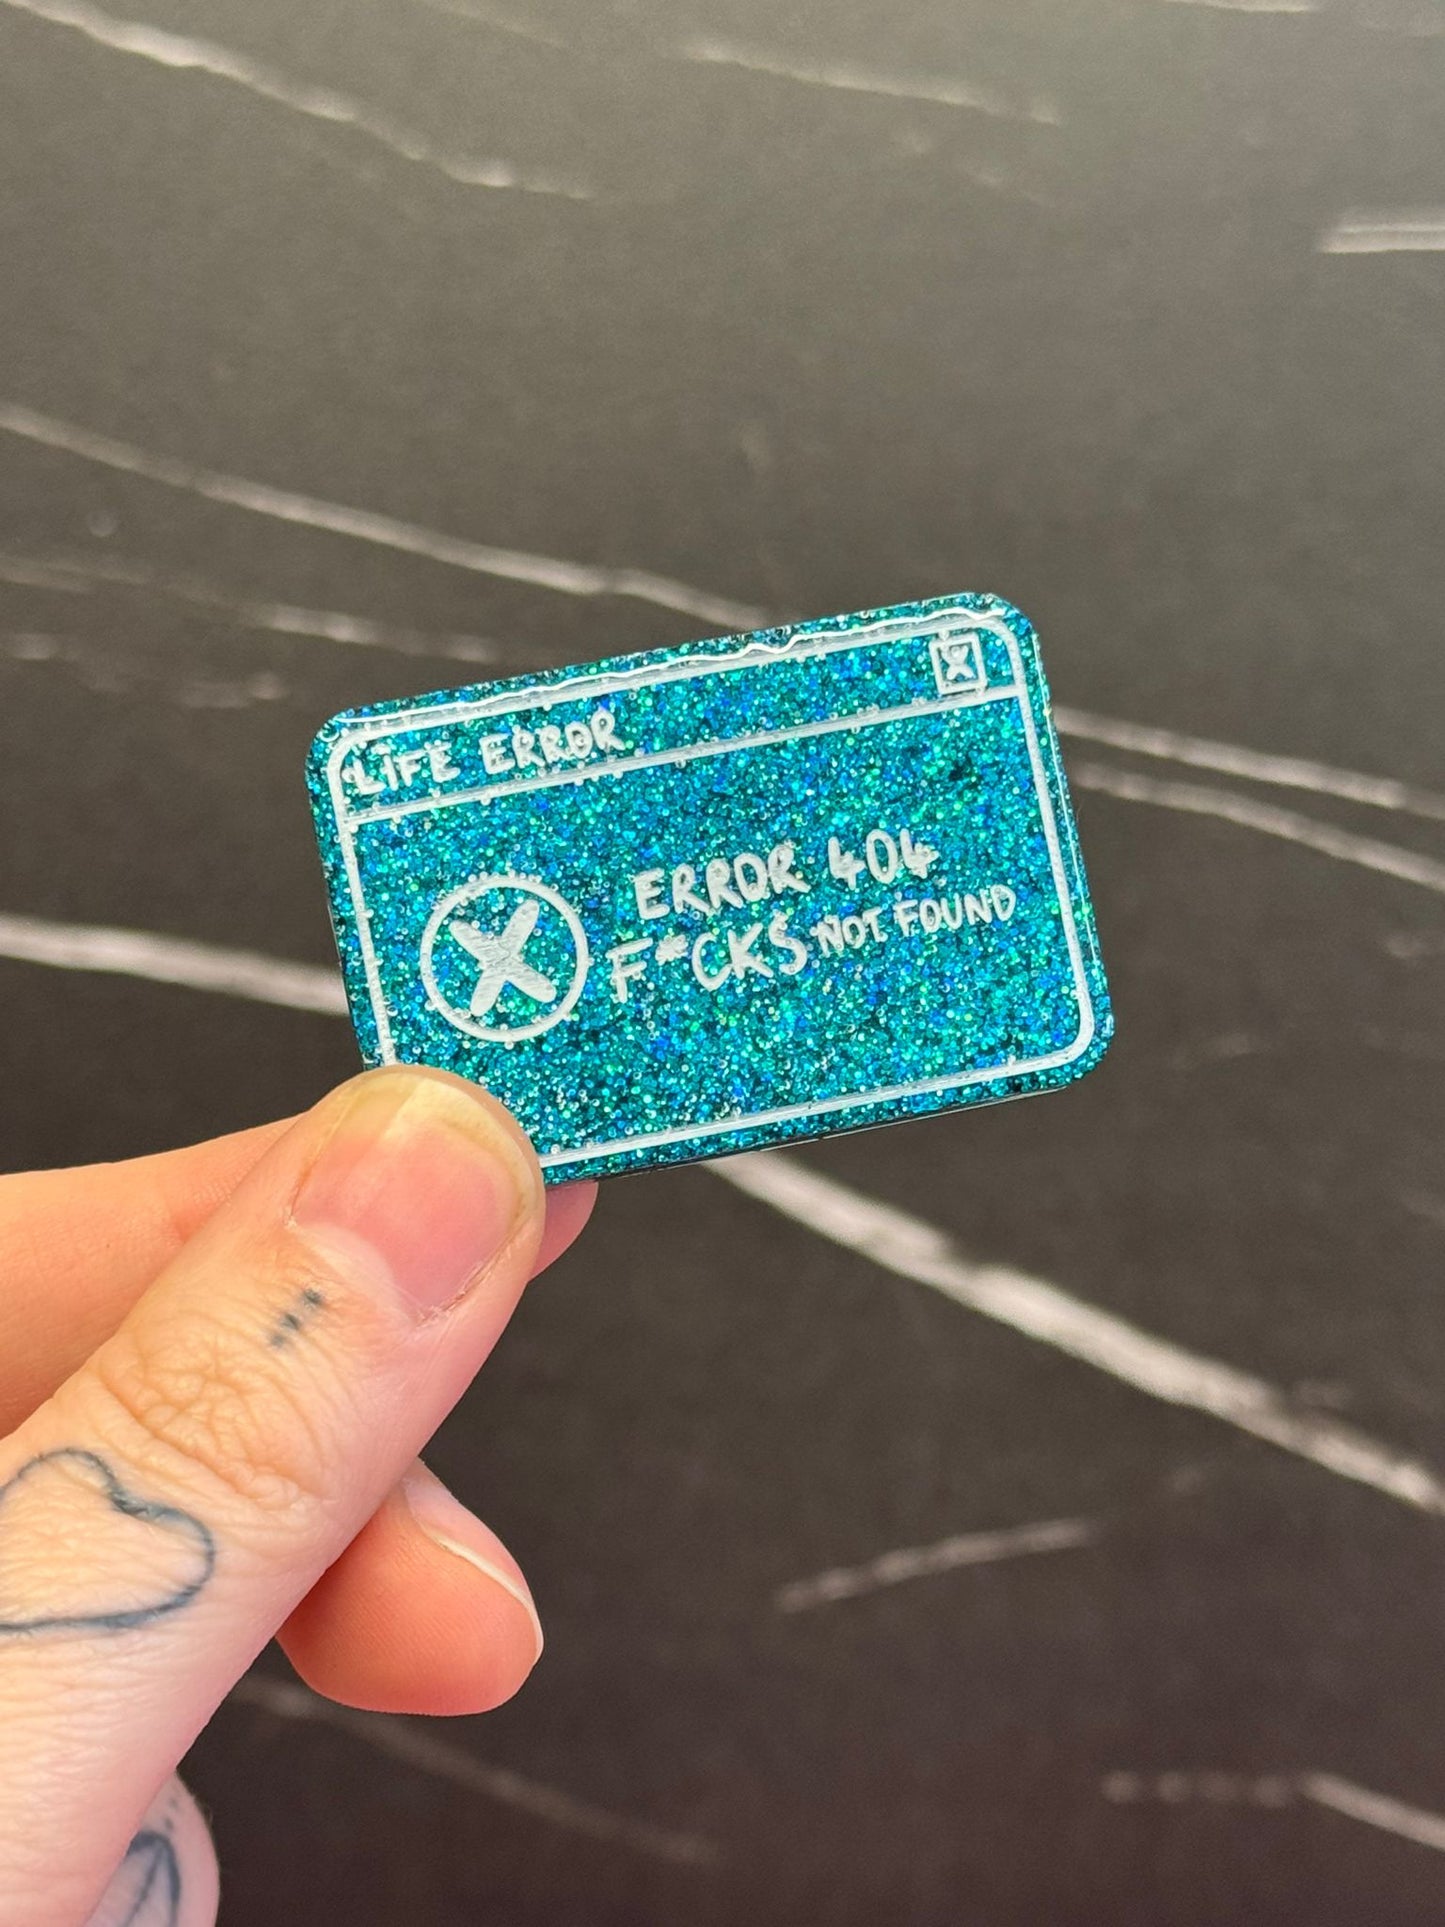 LIFE ERROR
X
X
ERROR 404
F*CKS NOT FOUND